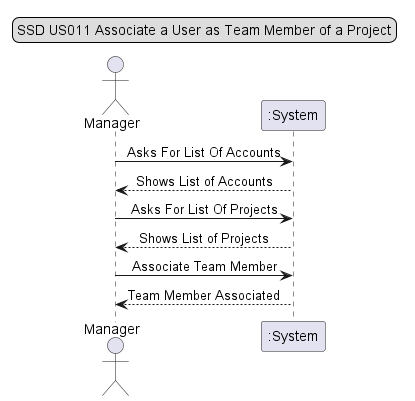 SSD US011 Associate a User as Team Member of a Project
Manager
:System
Asks For List Of Accounts
Shows List of Accounts
Asks For List Of Projects
Shows List of Projects
Associate Team Member
Team Member Associated
Manager
:System